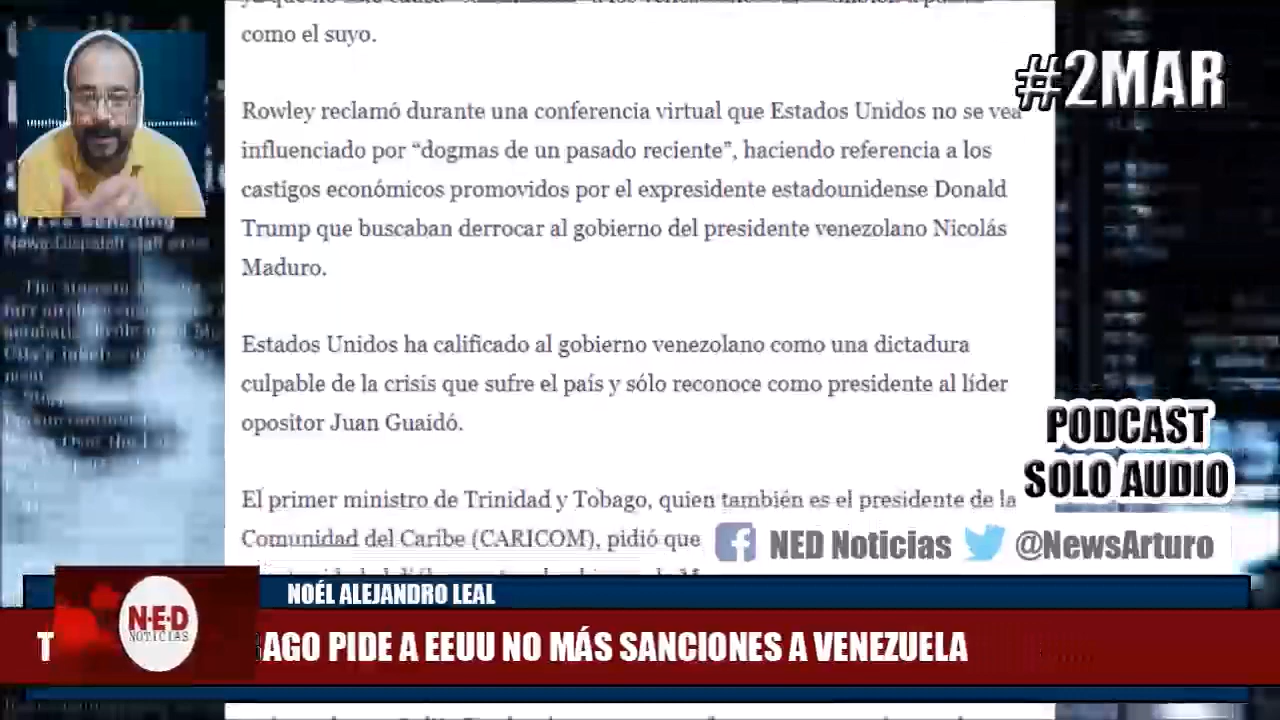 como el suyo.
#2MAR
Rowley reclamó durante una conferencia virtual que Estados Unidos no se vea
influenciado por “dogmas de un pasado reciente”, haciendo referencia a los
castigos económicos promovidos por el expresidente estadounidense Donald
Trump que buscaban derrocar al gobierno del presidente venezolano Nicolás
Maduro.
Estados Unidos ha calificado al gobierno venezolano como una dictadura
culpable de la crisis que sufre el país y sólo reconoce como presidente al líder
opositor Juan Guaidó.
PODCAST
SOLO AUDIO
El primer ministro de Trinidad y Tobago, quien también es el presidente de la
Comunidad del Caribe (CARICOM), pidió que
NED Noticias @NewsArturo
NOÉL ALEJANDRO LEAL
N·E·D
NOTICIAS
T AGO PIDE A EEUU NO MÁS SANCIONES A VENEZUELA